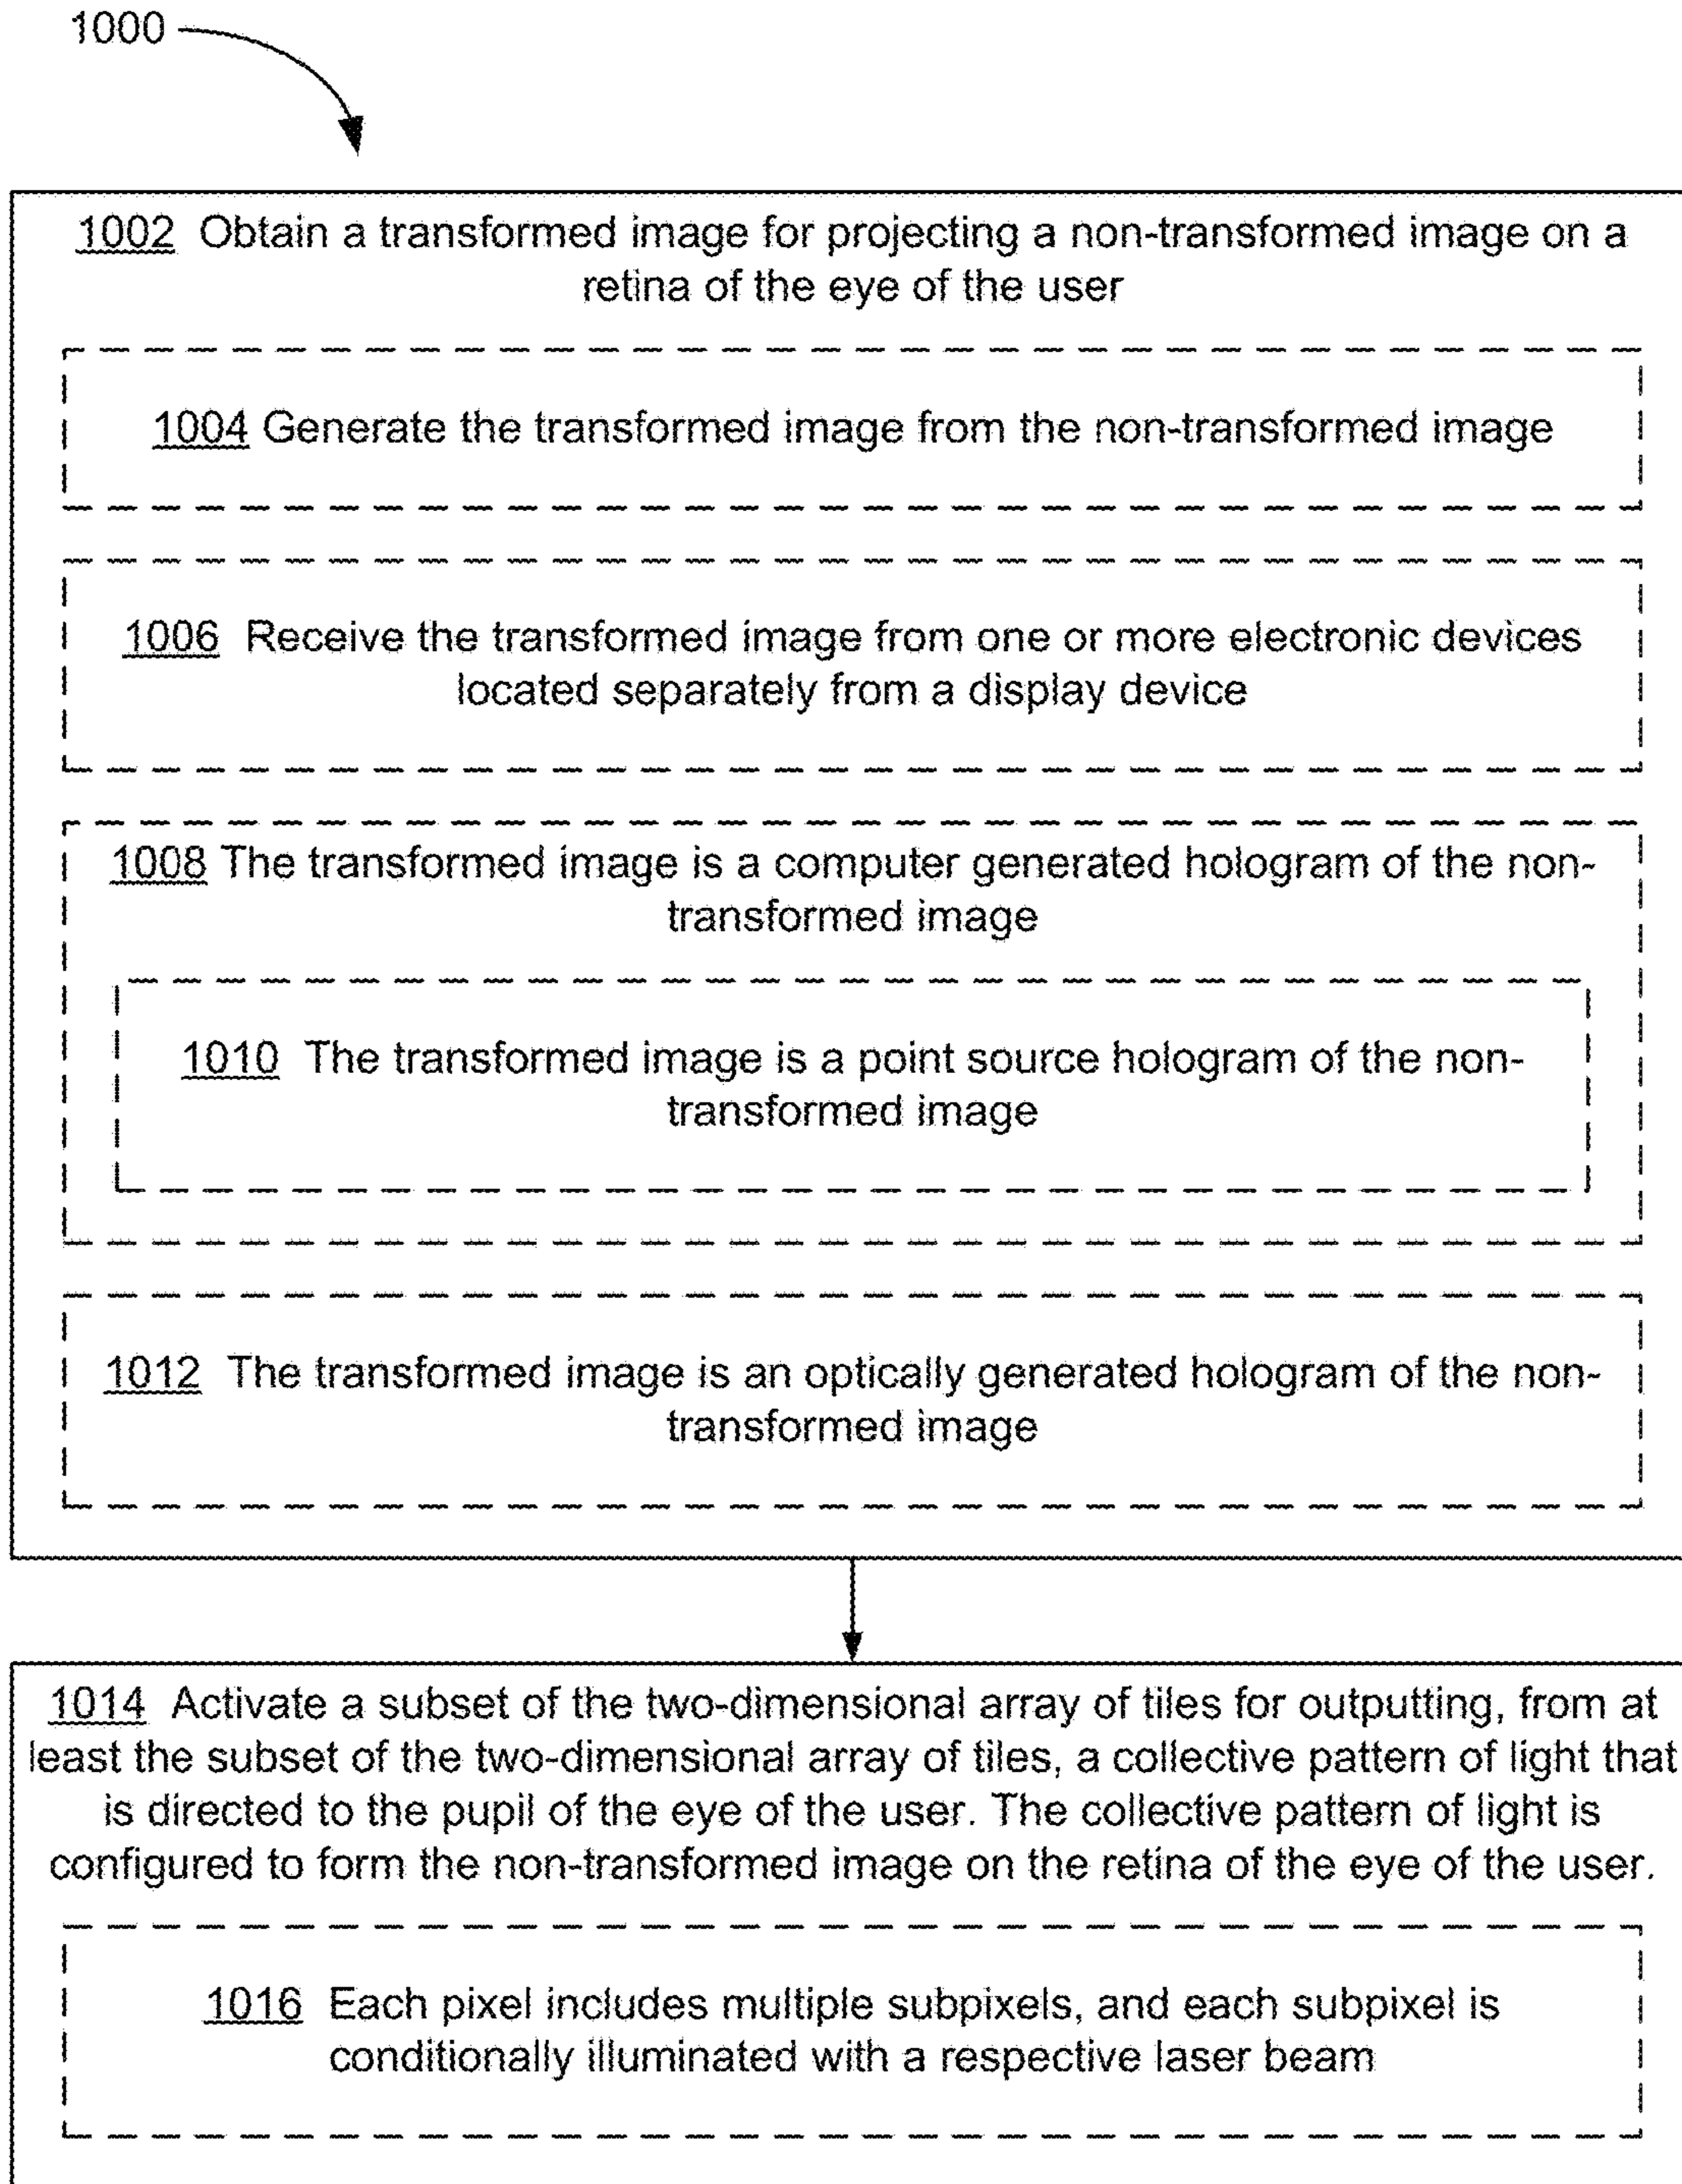 1000
1002 Obtain a transformed image for projecting a non-transformed image on a
retina of the eye of the user
1004 Generate the transformed image from the non-transformed image
1006 Receive the transformed image from one or more electronic devices
located separately from a display device
1008 The transformed image is a computer generated hologram of the non-
transformed image
1010 The transformed image is a point source hologram of the non-
transformed image
1012 The transformed image is an optically generated hologram of the non-
transformed image
1014 Activate a subset of the two-dimensional array of tiles for outputting, from at
least the subset of the two-dimensional array of tiles, a collective pattern of light that
is directed to the pupil of the eye of the user. The collective pattern of light is
configured to form the non-transformed image on the retina of the eye of the user.
1016 Each pixel includes multiple subpixels, and each subpixel is
conditionally illuminated with a respective laser beam